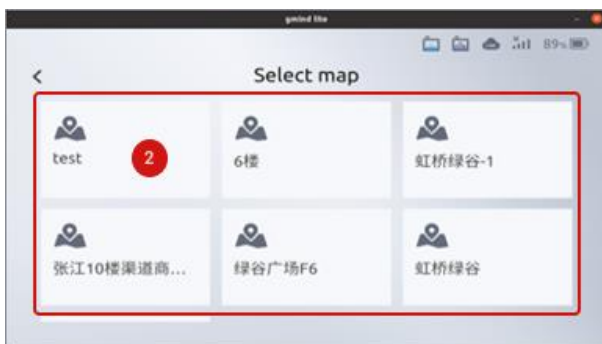 gmind lite
89%
<
Select map
test
2
6楼
虹桥绿谷-1
张江10楼渠道商...
绿谷广场F6
虹桥绿谷